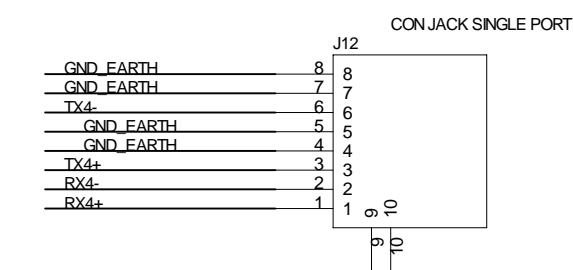 CON JACK SINGLE PORT
J12
GND_EARTH 8 8
GND_EARTH 7 7
TX4- 6 6
GND_EARTH 5 5
GND_EARTH 4 4
TX4+ 3 3
RX4- 2 2
RX4+ 1 1
9 10
9 10